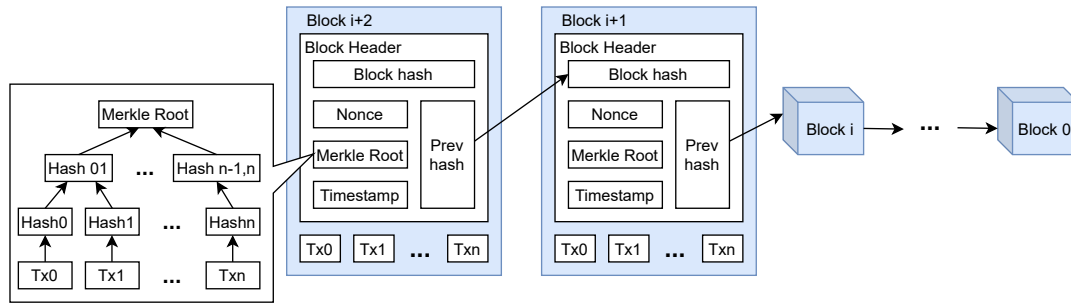 Block i+2
Block Header
Block hash
Nonce
Merkle Root
Timestamp
Prev
hash
Tx0
Tx1
...
Txn
Merkle Root
Hash 01
...
Hash n-1,n
Hash0
Hash1
...
Hashn
Tx0
Tx1
...
Txn
Block i+1
Block Header
Block hash
Nonce
Merkle Root
Timestamp
Prev
hash
Tx0
Tx1
...
Txn
Block i
...
Block 0